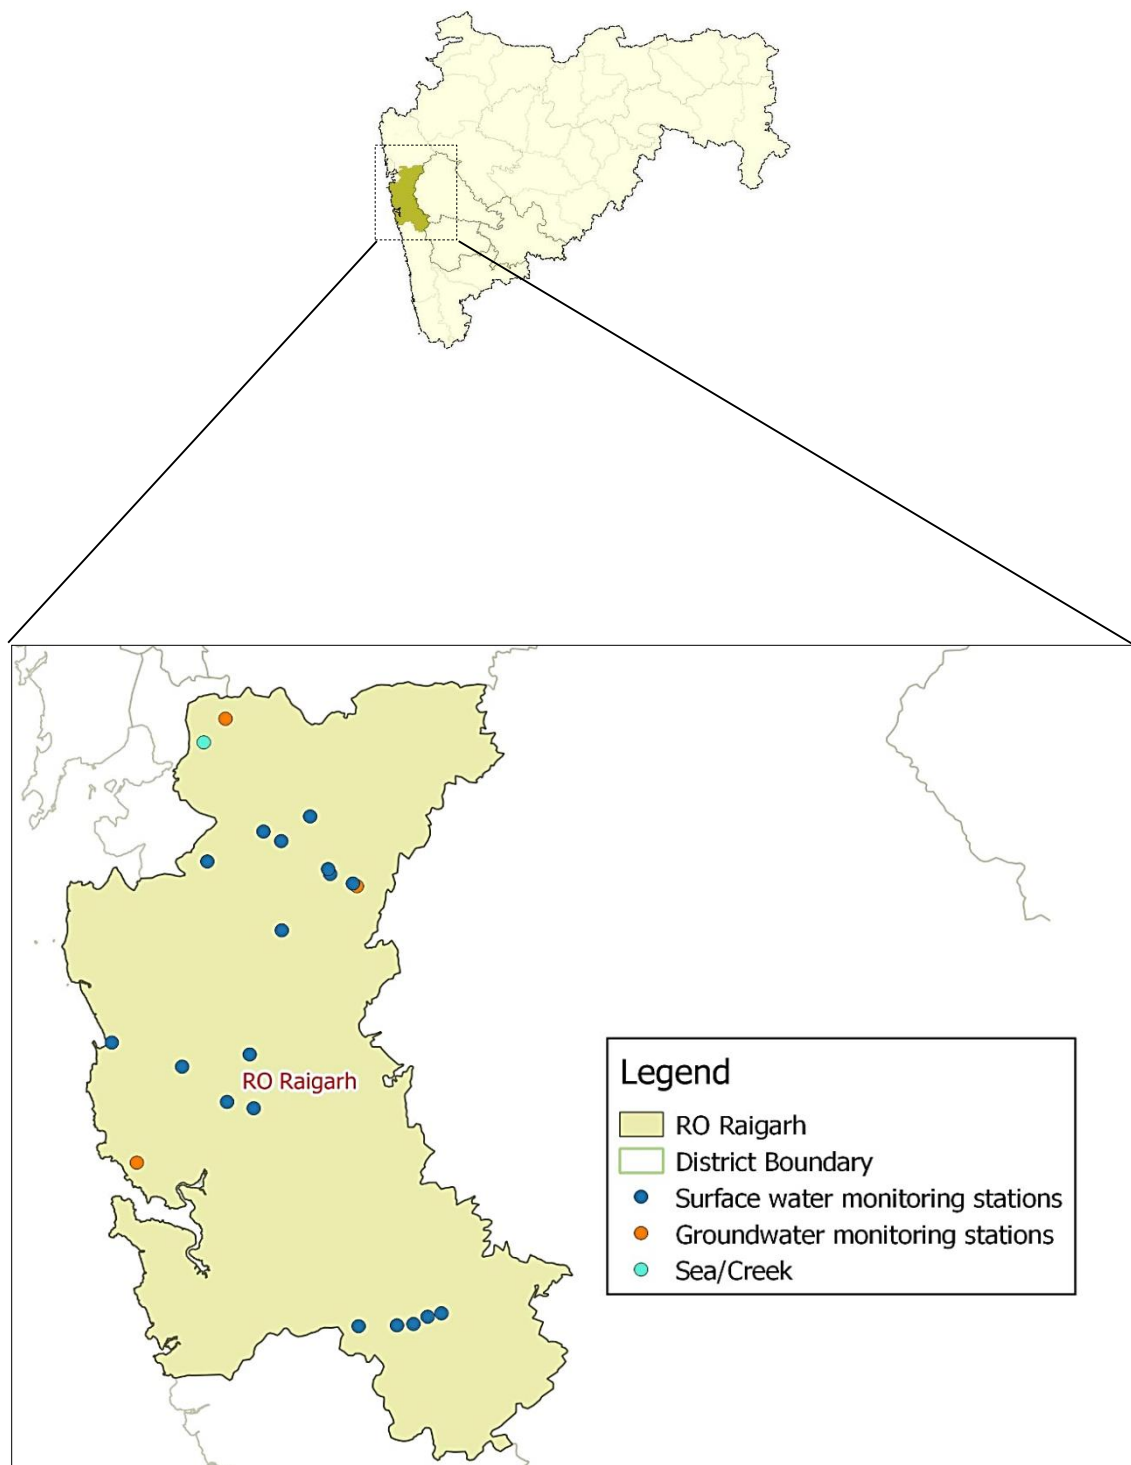 RO Raigarh
Legend
RO Raigarh
District Boundary
Surface water monitoring stations
Groundwater monitoring stations
Sea/Creek